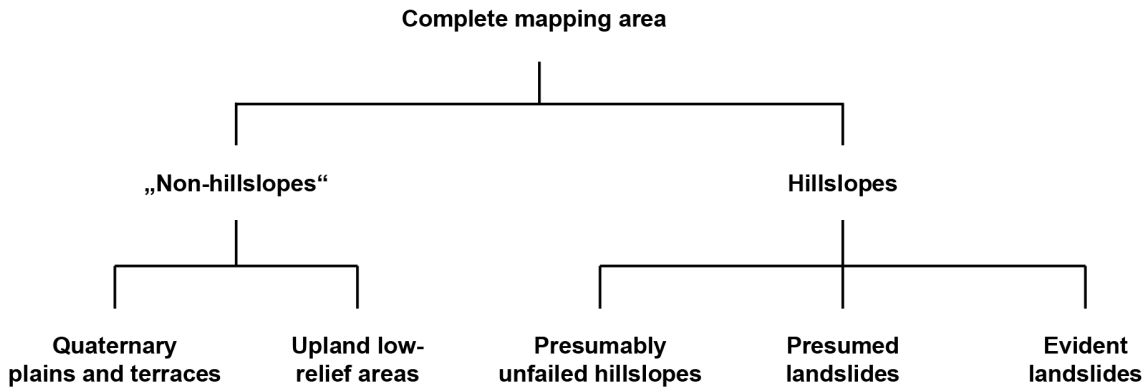 Complete mapping area
„Non-hillslopes“
Hillslopes
Quaternary
plains and terraces
Upland low-
relief areas
Presumably
unfailed hillslopes
Presumed
landslides
Evident
landslides